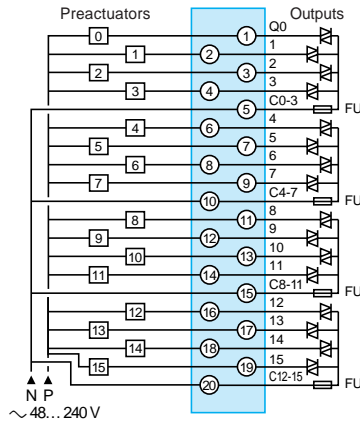 Preactuators Outputs
0 1 Q0
1 2 1
2 3 2
3 4 3
5 C0-3 FU
4 6 4
5 7 5
6 8 6
7 9 7
10 C4-7 FU
8 11 8
9 12 9
10 13 10
11 14 11
15 C8-11 FU
12 16 12
13 17 13
14 18 14
15 19 15
20 C12-15 FU
N P
~ 48...240 V